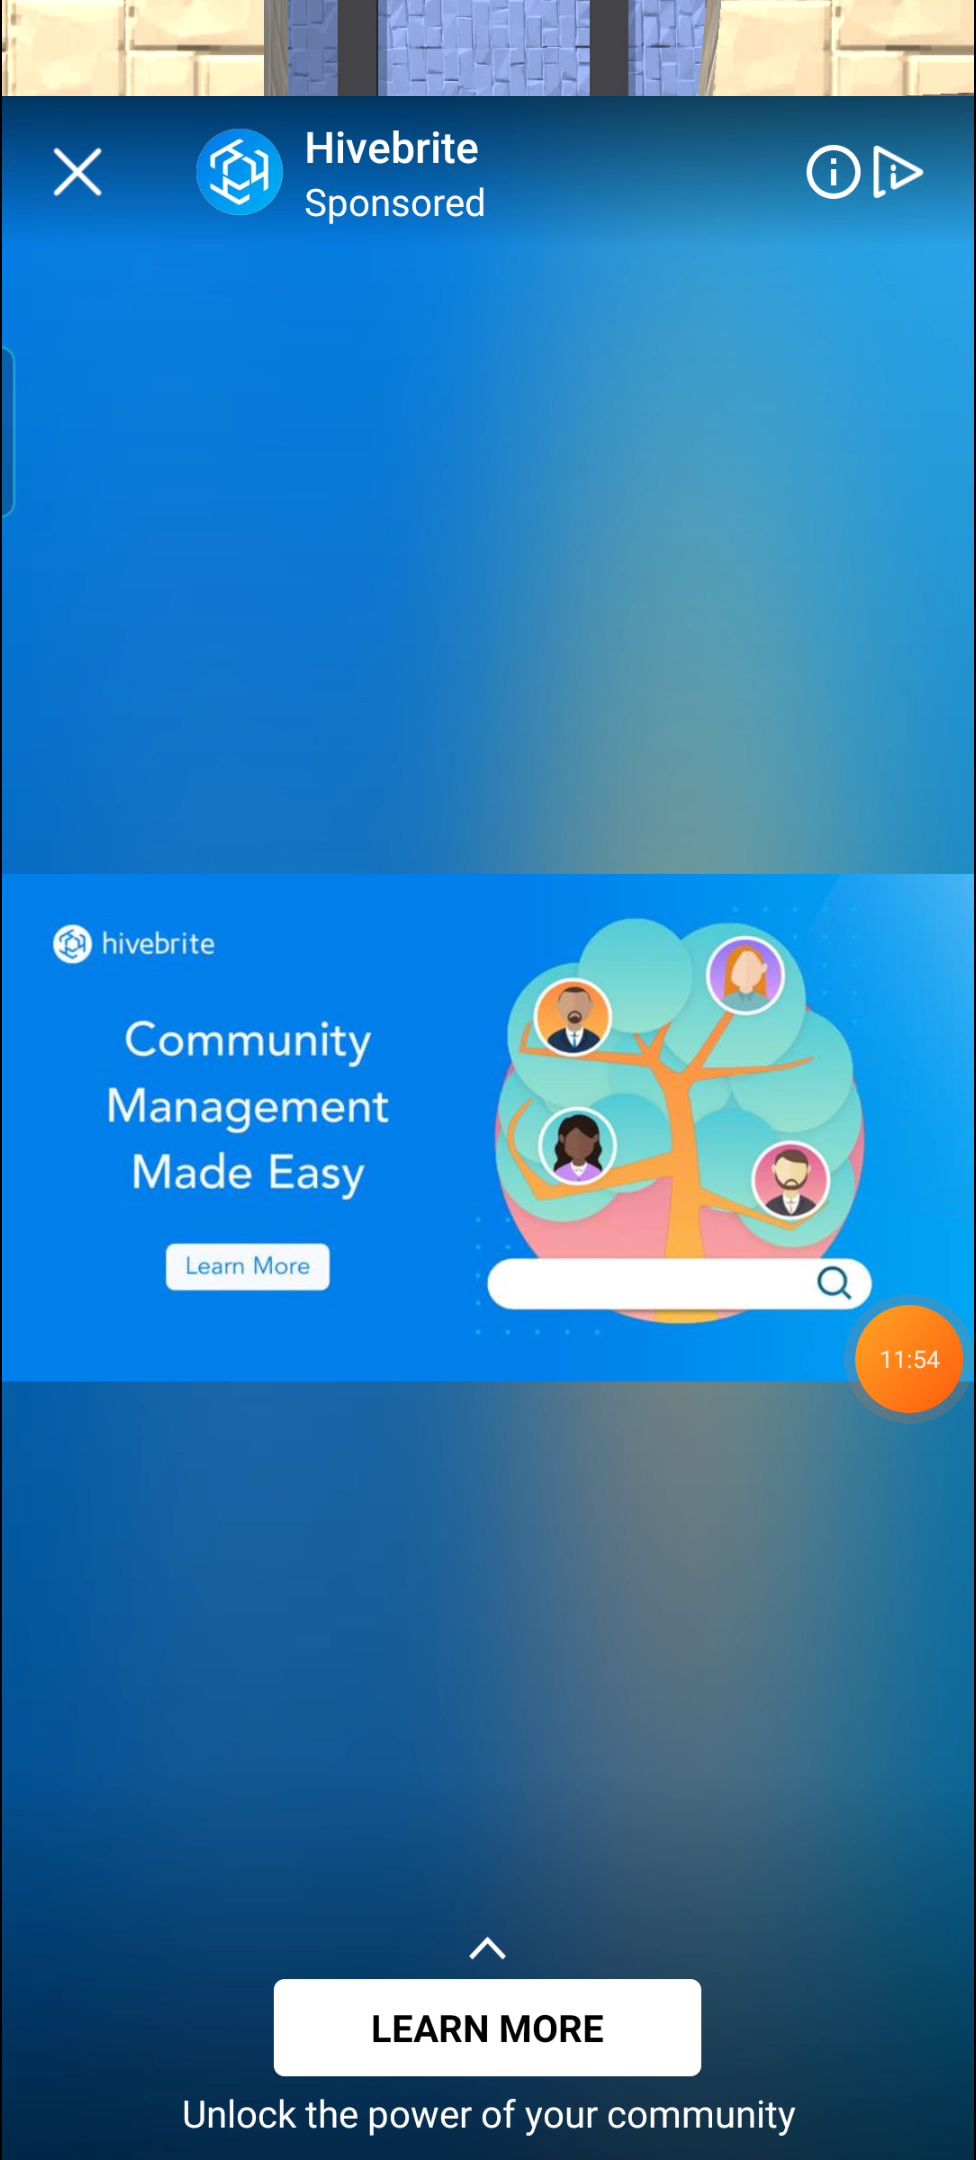 Hivebrite
Sponsored
hivebrite
Community
Management
Made Easy
Learn More
11:54
LEARN MORE
Unlock the power of your community